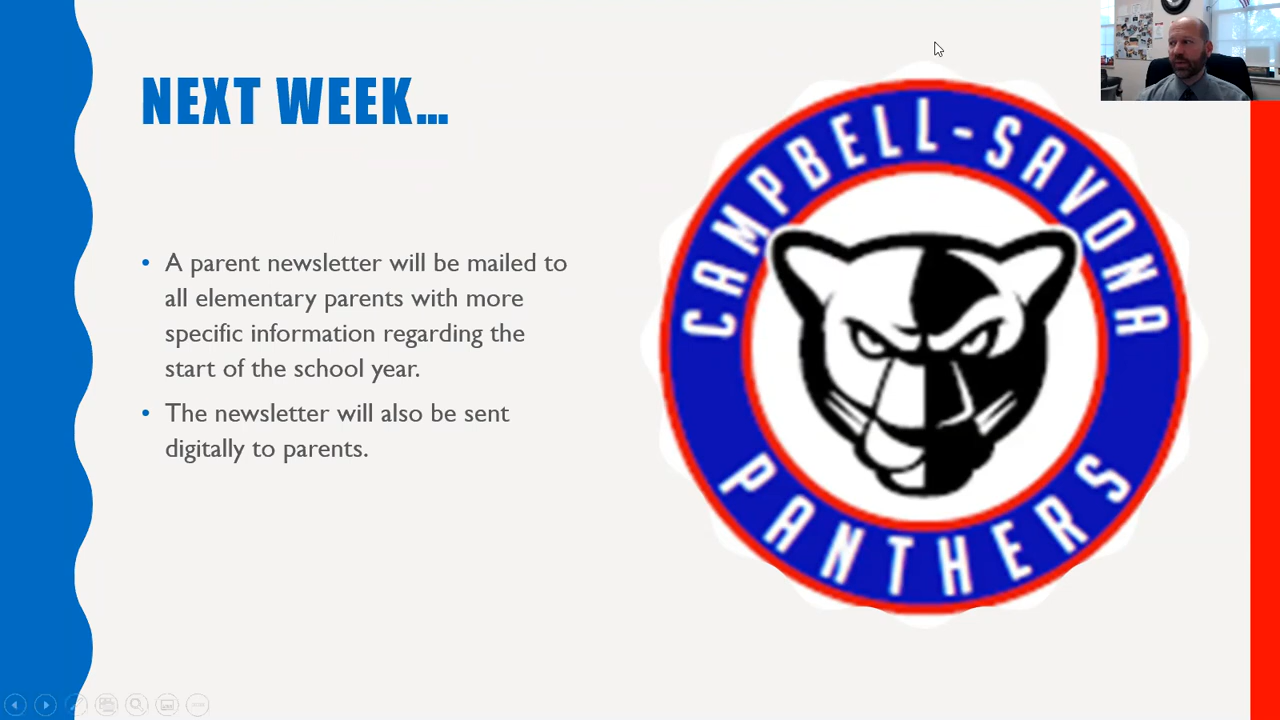 NEXT WEEK...
A parent newsletter will be mailed to
all elementary parents with more
specific information regarding the
start of the school year.
The newsletter will also be sent
digitally to parents.
CAMPBELL-SAVONA
PANTHERS